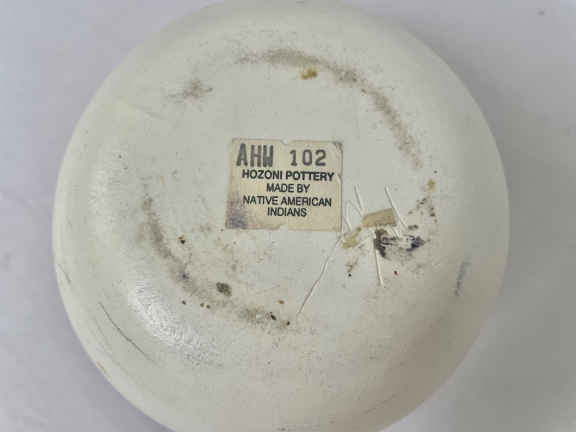 AHW 102
HOZONI POTTERY
MADE BY
NATIVE AMERICAN
INDIANS